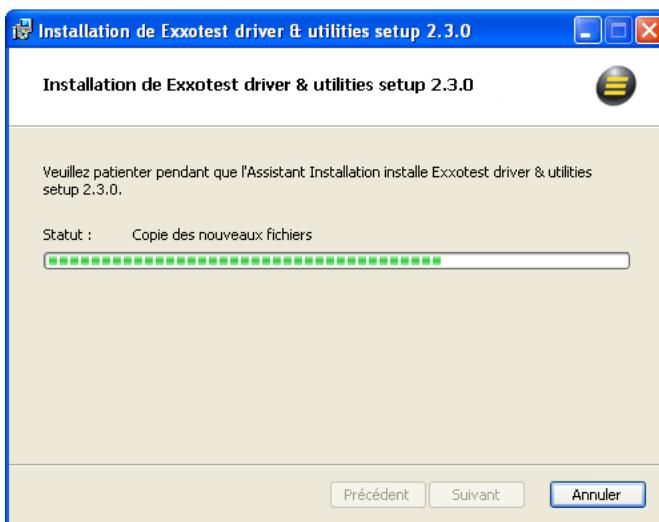 Installation de Exxotest driver & utilities setup 2.3.0
Installation de Exxotest driver & utilities setup 2.3.0
Veuillez patienter pendant que l'Assistant Installation installe Exxotest driver & utilities
setup 2.3.0.
Statut : Copie des nouveaux fichiers
Précédent Suivant Annuler